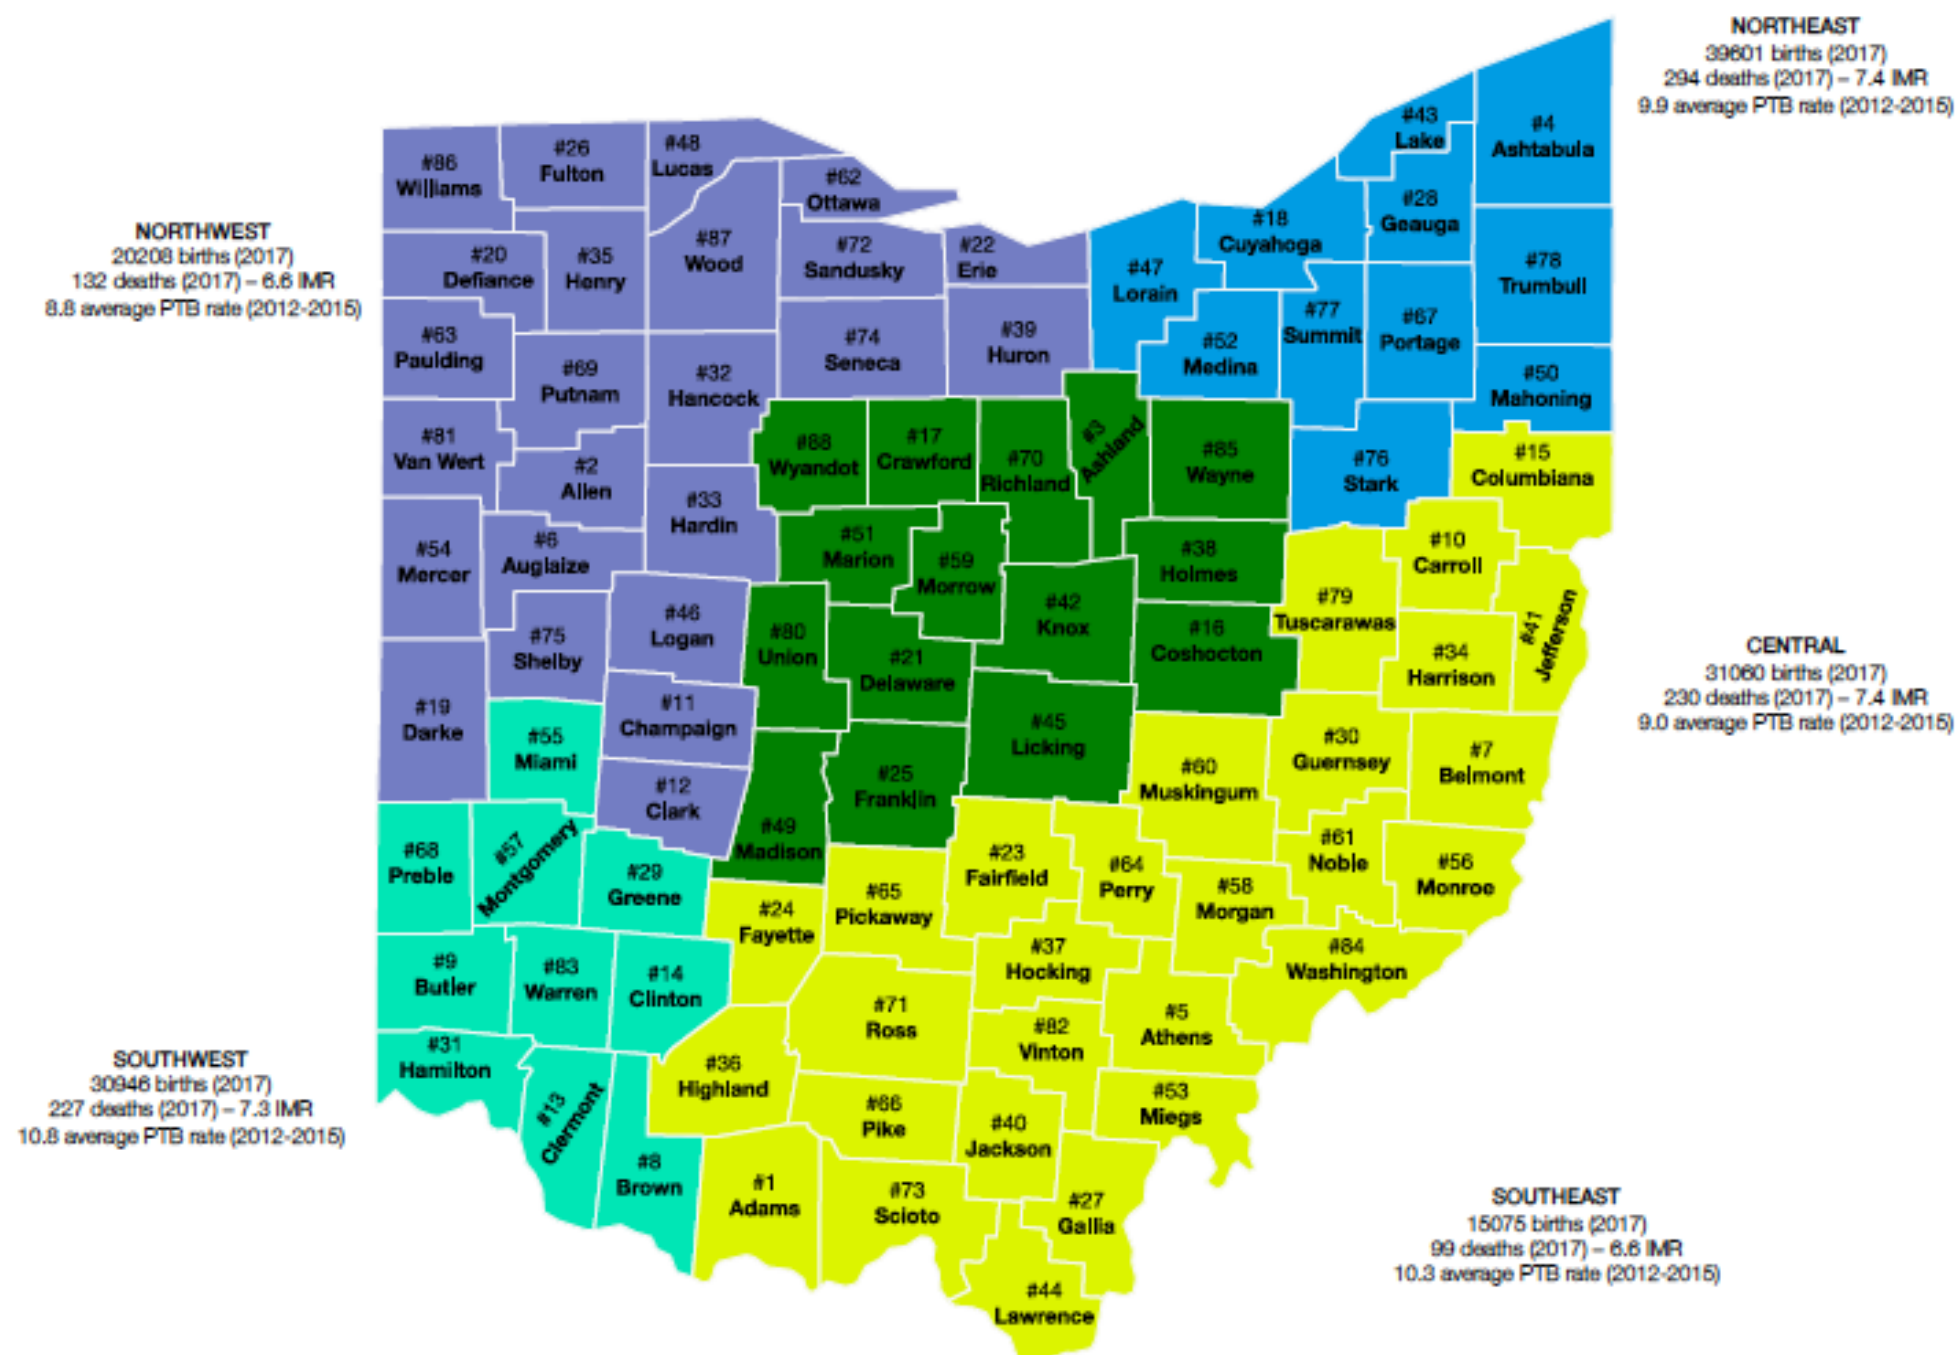 NORTHEAST
39601 births (2017)
294 deaths (2017) – 7.4 IMR
9.9 average PTB rate (2012-2015)
#43
Lake
#4
Ashtabula
#86
Williams
#26
Fulton
#48
Lucas
#62
Ottawa
#28
Geauga
#18
Cuyahoga
NORTHWEST
20208 births (2017)
132 deaths (2017) – 6.6 IMR
8.8 average PTB rate (2012-2015)
#20
Defiance
#35
Henry
#87
Wood
#72
Sandusky
#22
Erie
#47
Lorain
#78
Trumbull
#63
Paulding
#69
Putnam
#32
Hancock
#74
Seneca
#39
Huron
#52
Medina
#77
Summit
#67
Portage
#50
Mahoning
#81
Van Wert
#2
Allen
#88
Wyandot
#17
Crawford
#70
Richland
#3
Ashland
#85
Wayne
#76
Stark
#15
Columbiana
#54
Mercer
#6
Auglaize
#33
Hardin
#51
Marion
#59
Morrow
#38
Holmes
#10
Carroll
#75
Shelby
#46
Logan
#80
Union
#21
Delaware
#42
Knox
#16
Coshocton
#79
Tuscarawas
#34
Harrison
#41
Jefferson
CENTRAL
31060 births (2017)
230 deaths (2017) – 7.4 IMR
9.0 average PTB rate (2012-2015)
#19
Darke
#55
Miami
#11
Champaign
#45
Licking
#30
Guernsey
#7
Belmont
#12
Clark
#49
Madison
#25
Franklin
#60
Muskingum
#68
Preble
#57
Montgomery
#29
Greene
#23
Fairfield
#64
Perry
#61
Noble
#56
Monroe
#24
Fayette
#65
Pickaway
#58
Morgan
#9
Butler
#83
Warren
#14
Clinton
#37
Hocking
#84
Washington
#71
Ross
#82
Vinton
#5
Athens
SOUTHWEST
30946 births (2017)
227 deaths (2017) – 7.3 IMR
10.8 average PTB rate (2012-2015)
#31
Hamilton
#13
Clermont
#36
Highland
#66
Pike
#40
Jackson
#53
Miegs
#8
Brown
#1
Adams
#73
Scioto
#27
Gallia
#44
Lawrence
SOUTHEAST
15075 births (2017)
99 deaths (2017) – 6.6 IMR
10.3 average PTB rate (2012-2015)